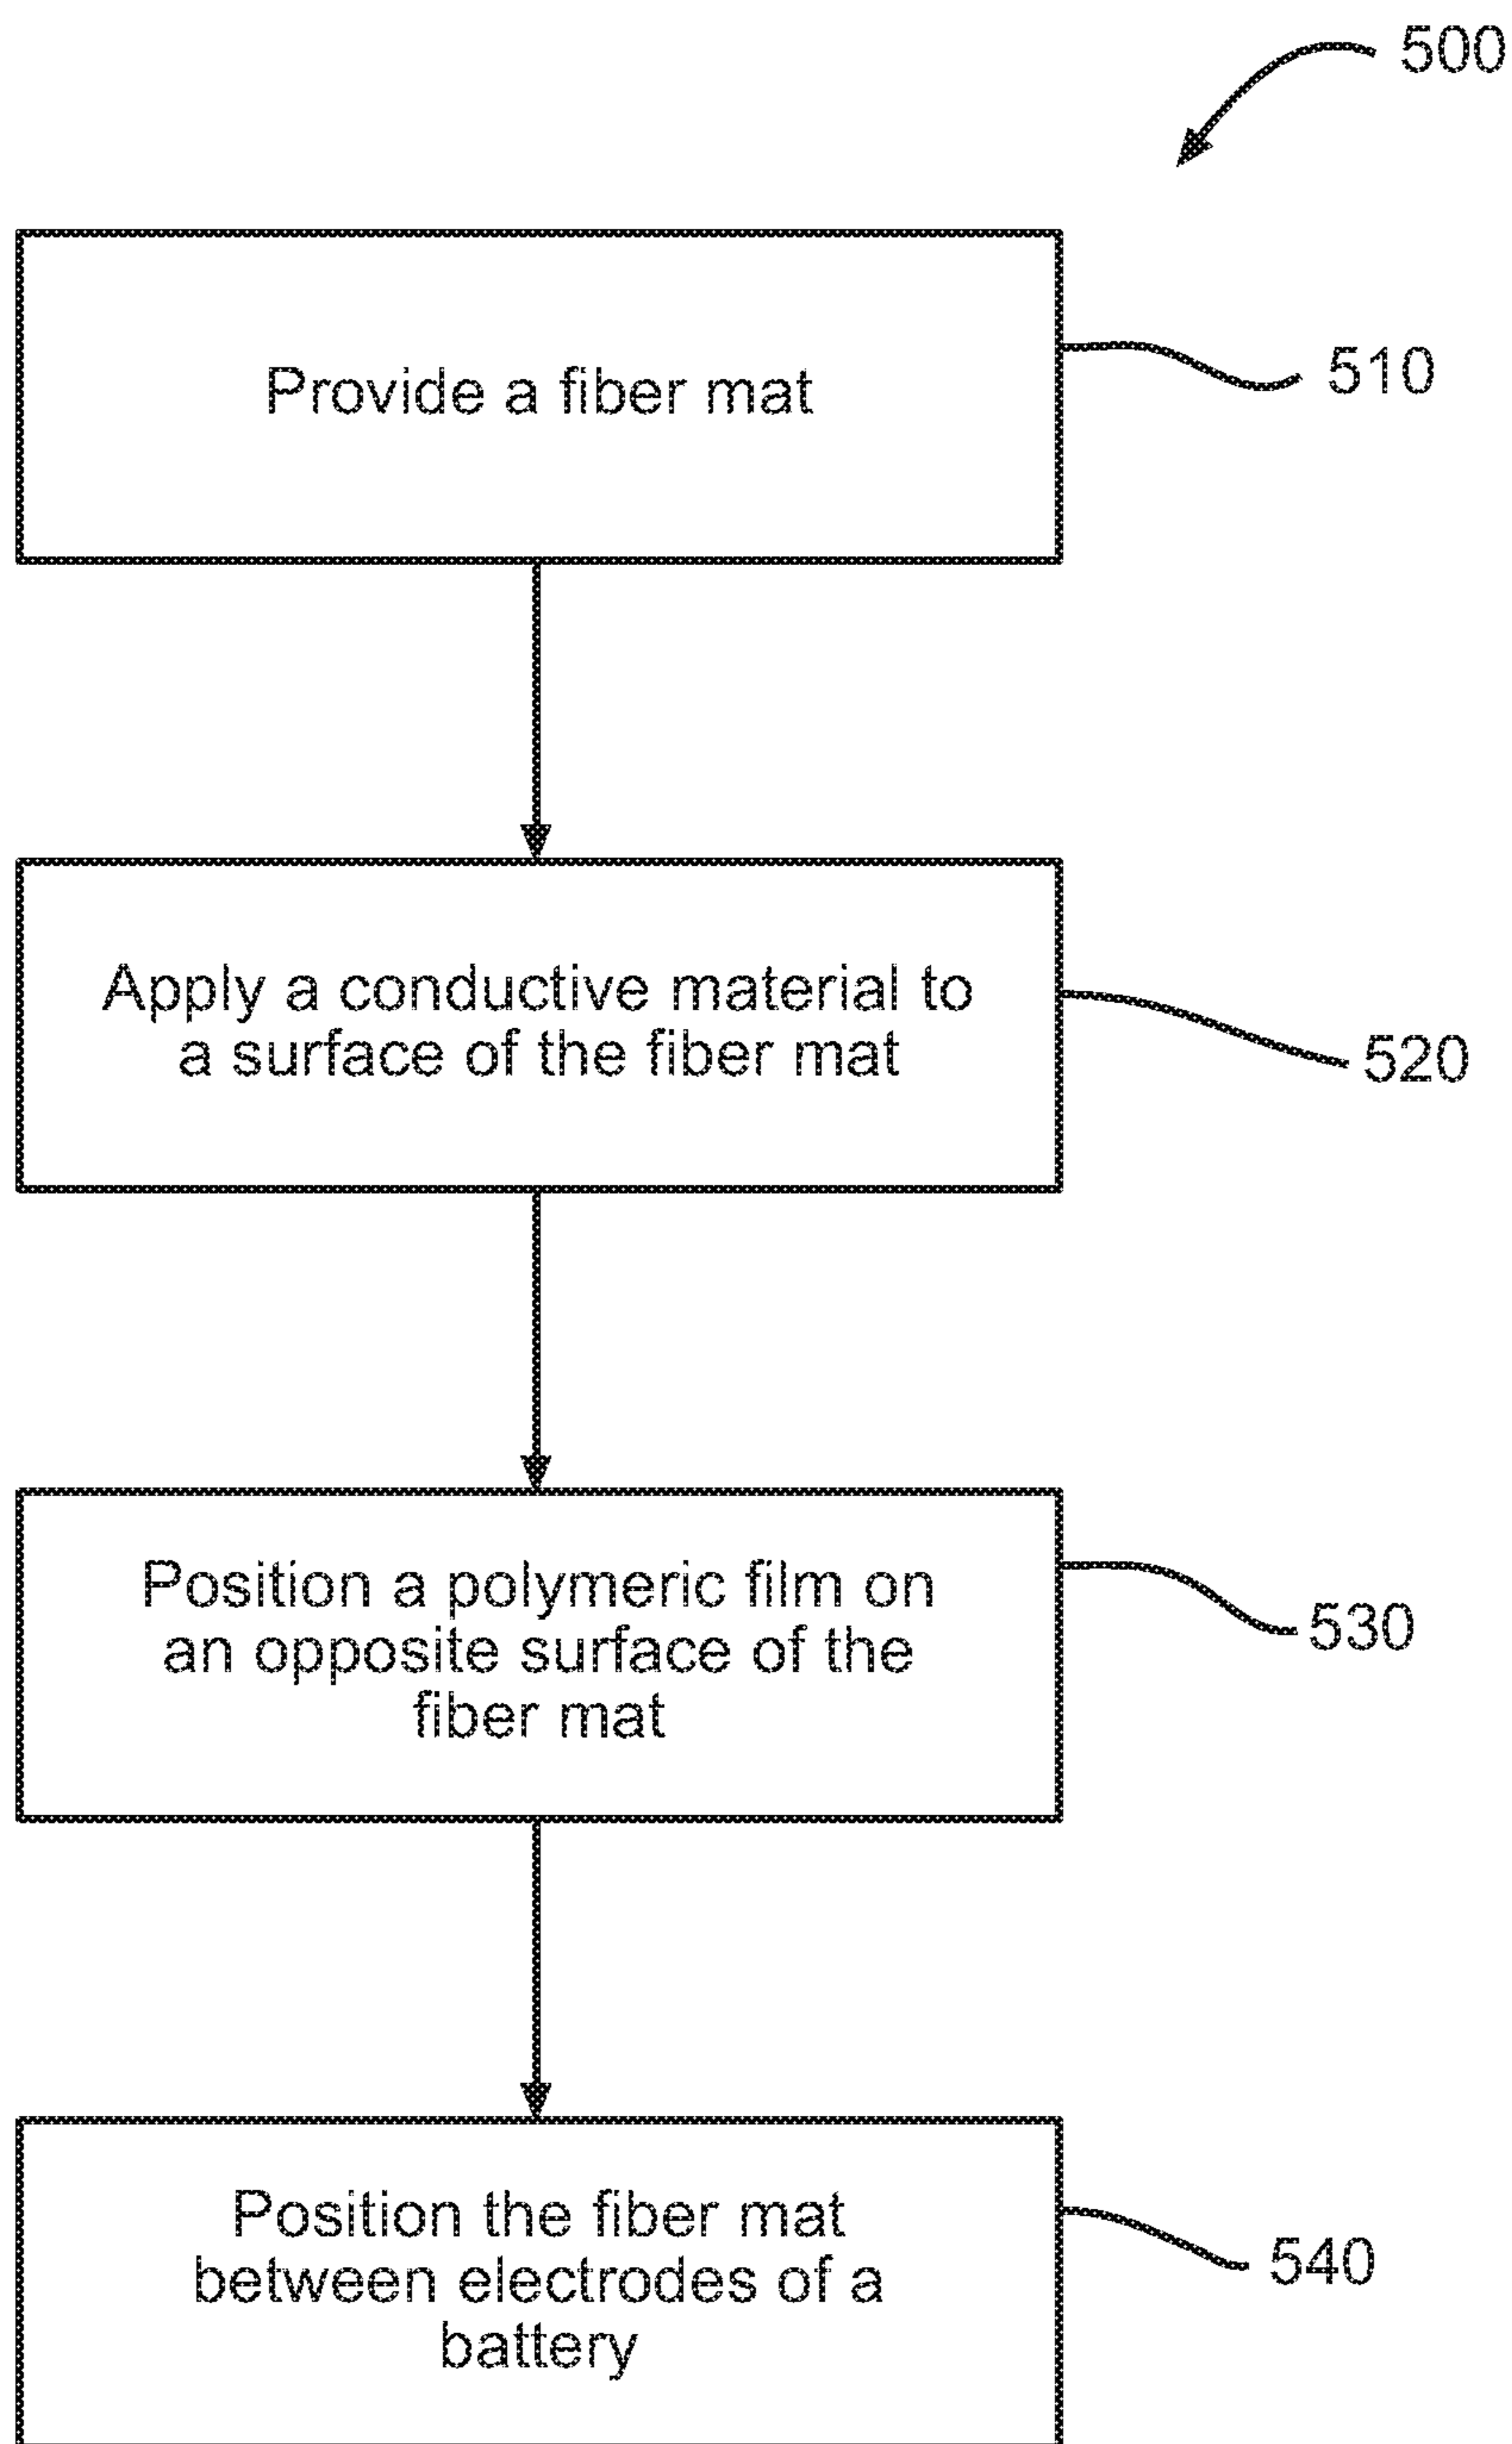 500
Provide a fiber mat
510
Apply a conductive material to
a surface of the fiber mat
520
Position a polymeric film on
an opposite surface of the
fiber mat
530
Position the fiber mat
between electrodes of a
battery
540